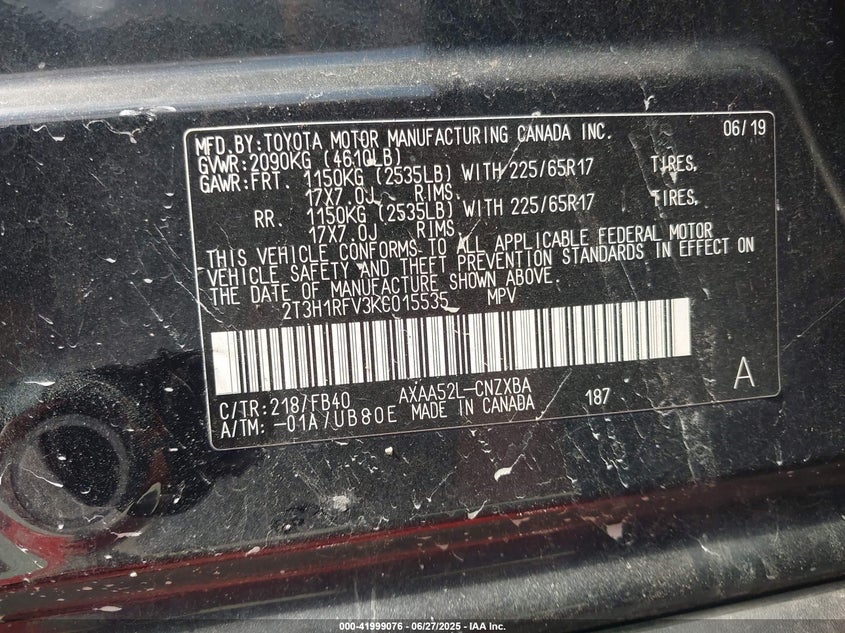 MFD.BY:TOYOTA MOTOR MANUFACTURING CANADA INC. 06/19
GVWR:2090KG (4610LB)
GAWR:FRT. 1150KG (2535LB) WITH 225/65R17 TIRES,
17X7.0J RIMS.
RR. 1150KG (2535LB) WITH 225/65R17 TIRES,
17X7.0J RIMS.
THIS VEHICLE CONFORMS TO ALL APPLICABLE FEDERAL MOTOR
VEHICLE SAFETY AND THEFT PREVENTION STANDARDS IN EFFECT ON
THE DATE OF MANUFACTURE SHOWN ABOVE.
2T3H1RFV3KC015535 MPV
C/TR:218/FB40 AXAA52L-CNZXBA 187 A
A/TM: -01A/UB80E MADE IN CANADA
000-41999076 - 06/27/2025 - IAA Inc.